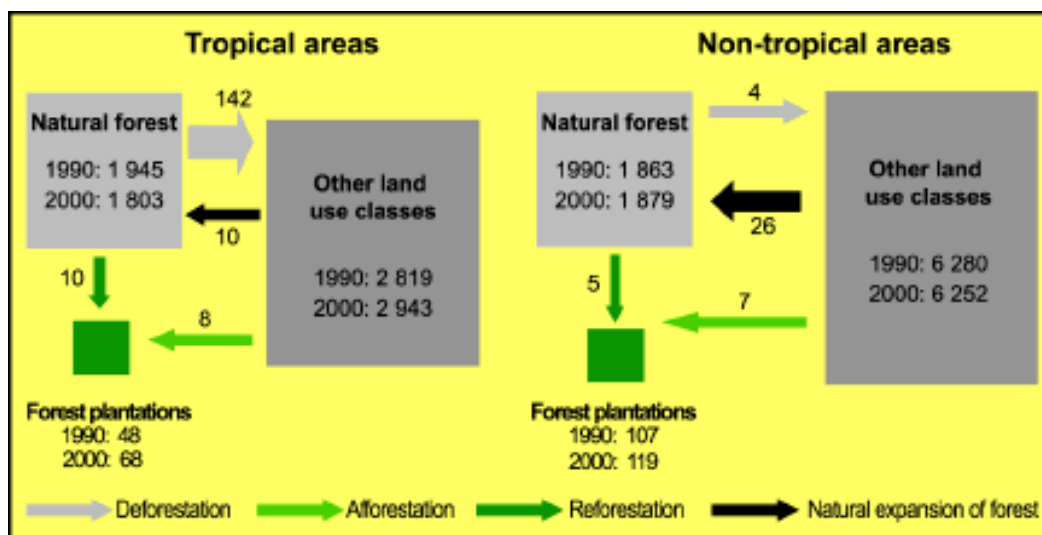 Tropical areas
142
Natural forest
1990: 1 945
2000: 1 803
10
Other land
use classes
1990: 2 819
2000: 2 943
10
8
Forest plantations
1990: 48
2000: 68
Non-tropical areas
4
Natural forest
1990: 1 863
2000: 1 879
26
Other land
use classes
1990: 6 280
2000: 6 252
5
7
Forest plantations
1990: 107
2000: 119
Deforestation
Afforestation
Reforestation
Natural expansion of forest